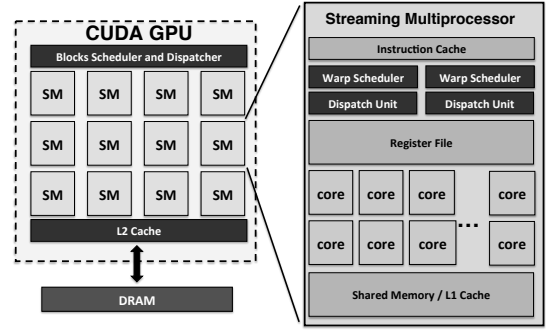 CUDA GPU
Blocks Scheduler and Dispatcher
SM SM SM SM
SM SM SM SM
SM SM SM SM
L2 Cache
DRAM
Streaming Multiprocessor
Instruction Cache
Warp Scheduler Warp Scheduler
Dispatch Unit Dispatch Unit
Register File
core core core core
...
core core core core
Shared Memory / L1 Cache